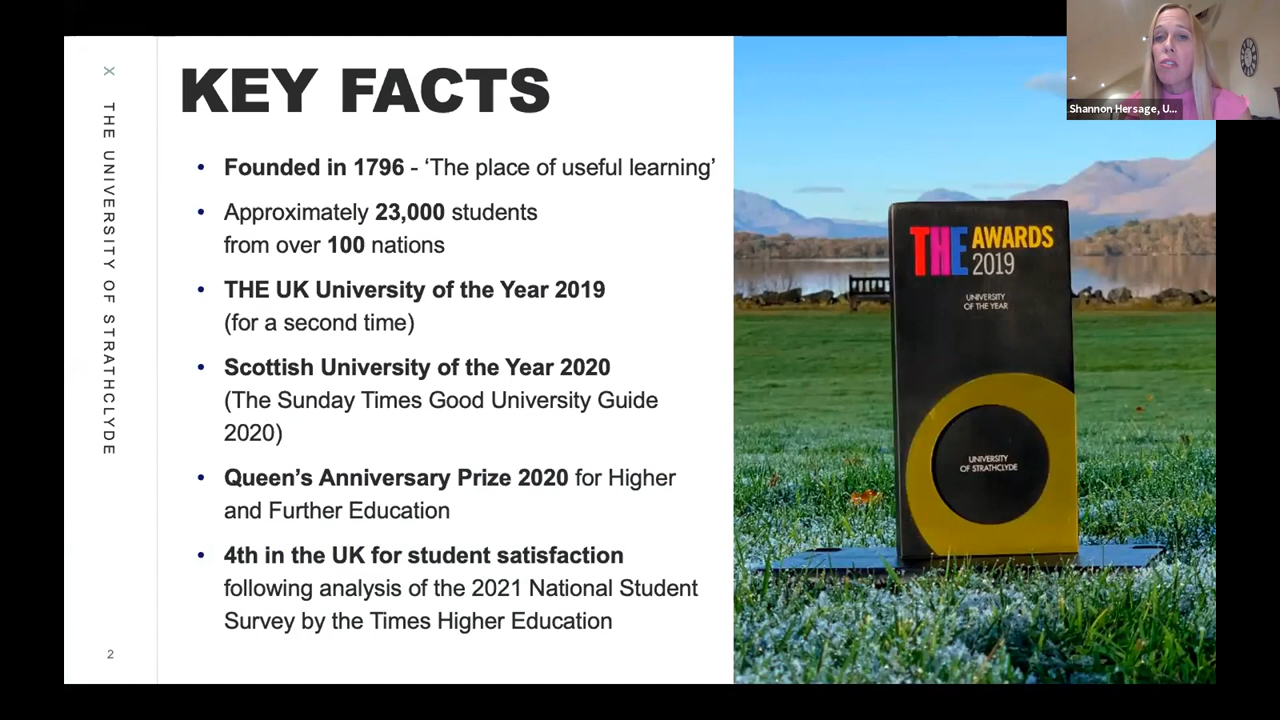 X THE UNIVERSITY OF STRATHCLYDE
KEY FACTS
• Founded in 1796 - ‘The place of useful learning’
• Approximately 23,000 students
from over 100 nations
• THE UK University of the Year 2019
(for a second time)
• Scottish University of the Year 2020
(The Sunday Times Good University Guide
2020)
• Queen’s Anniversary Prize 2020 for Higher
and Further Education
• 4th in the UK for student satisfaction
following analysis of the 2021 National Student
Survey by the Times Higher Education
2
THE AWARDS
2019
UNIVERSITY
OF THE YEAR
UNIVERSITY
OF STRATHCLYDE
Shannon Hersage, U...